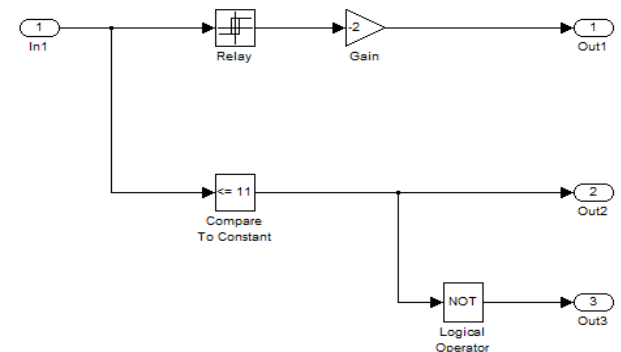 1
In1
Relay
-2
Gain
1
Out1
<= 11
Compare
To Constant
2
Out2
NOT
Logical
Operator
3
Out3